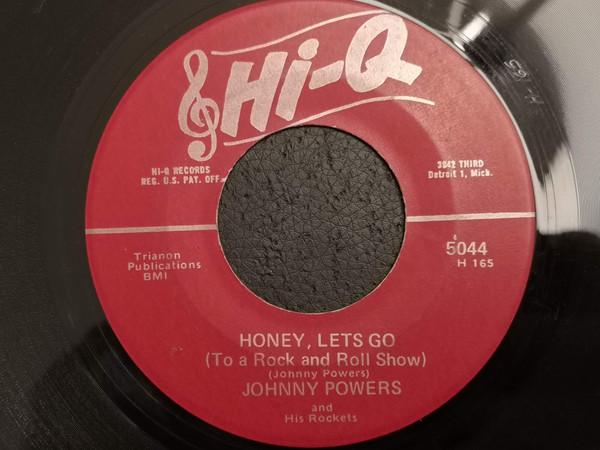 Hi-Q
HI-Q RECORDS
REG. U.S. PAT. OFF.
3842 THIRD
Detroit 1, Mich.
Trianon
Publications
BMI
5044
H 165
HONEY, LETS GO
(To a Rock and Roll Show)
(Johnny Powers)
JOHNNY POWERS
and
His Rockets